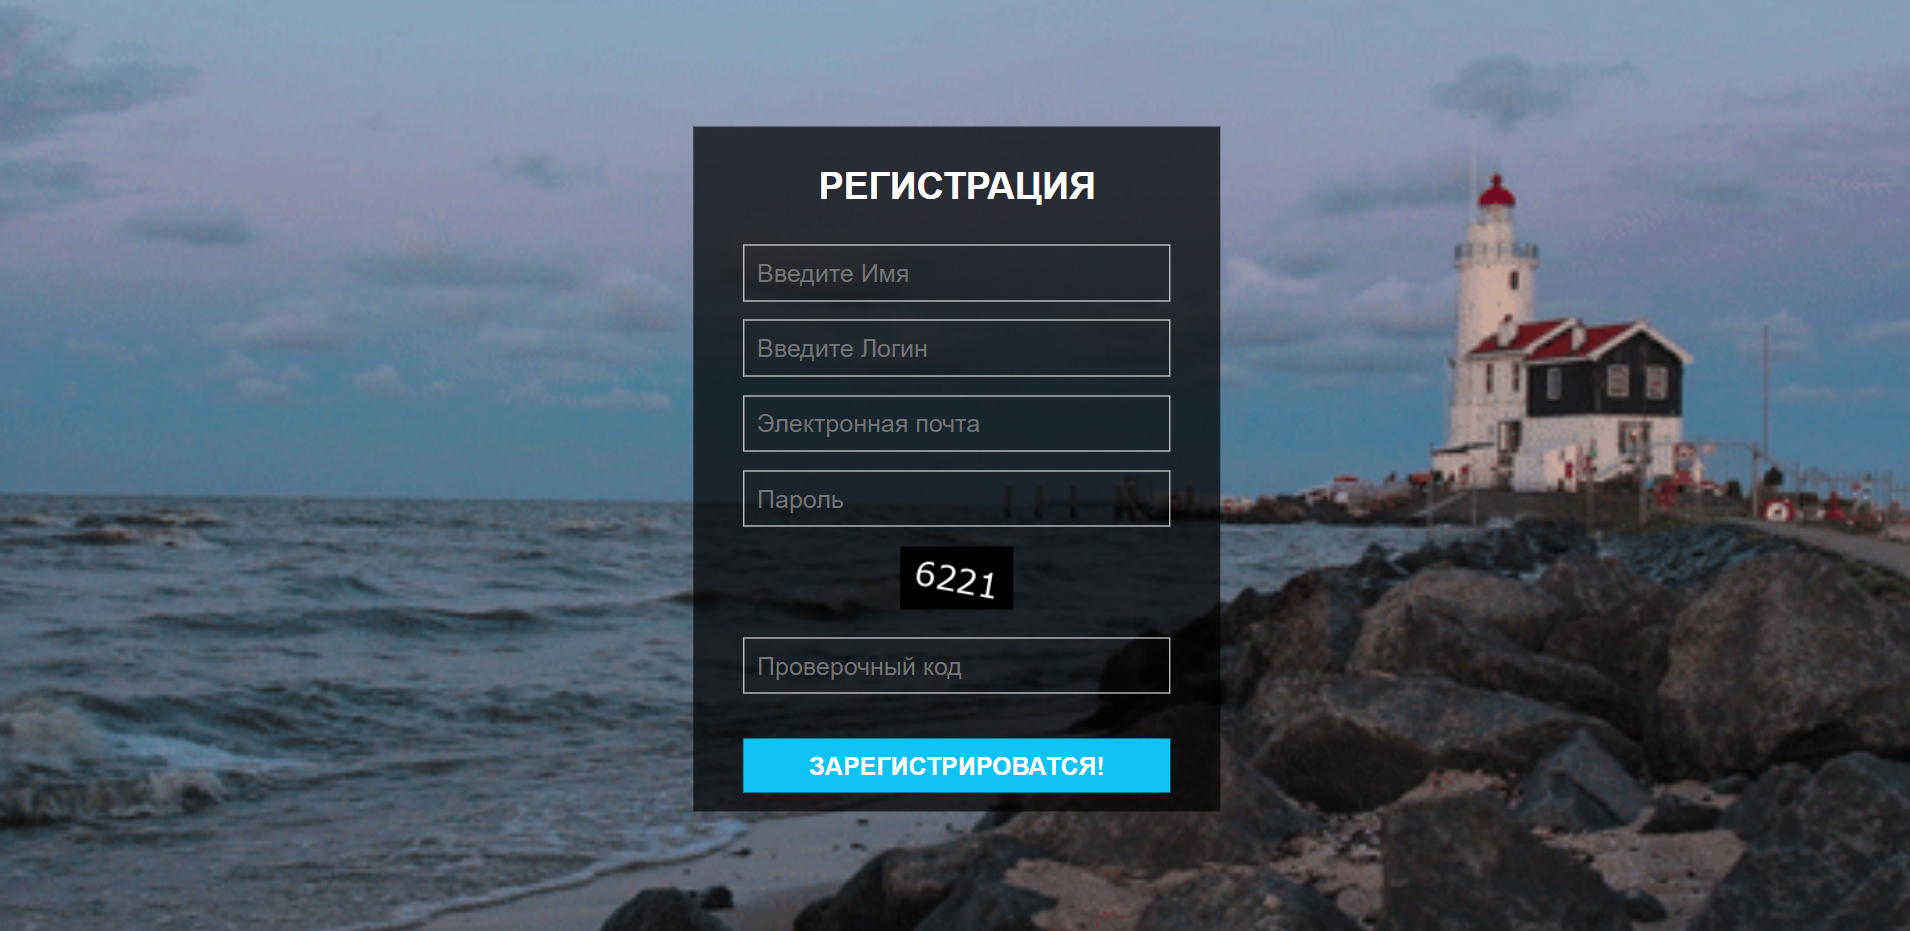 РЕГИСТРАЦИЯ
Введите Имя
Введите Логин
Электронная почта
Пароль
6221
Проверочный код
ЗАРЕГИСТРИРОВАТСЯ!